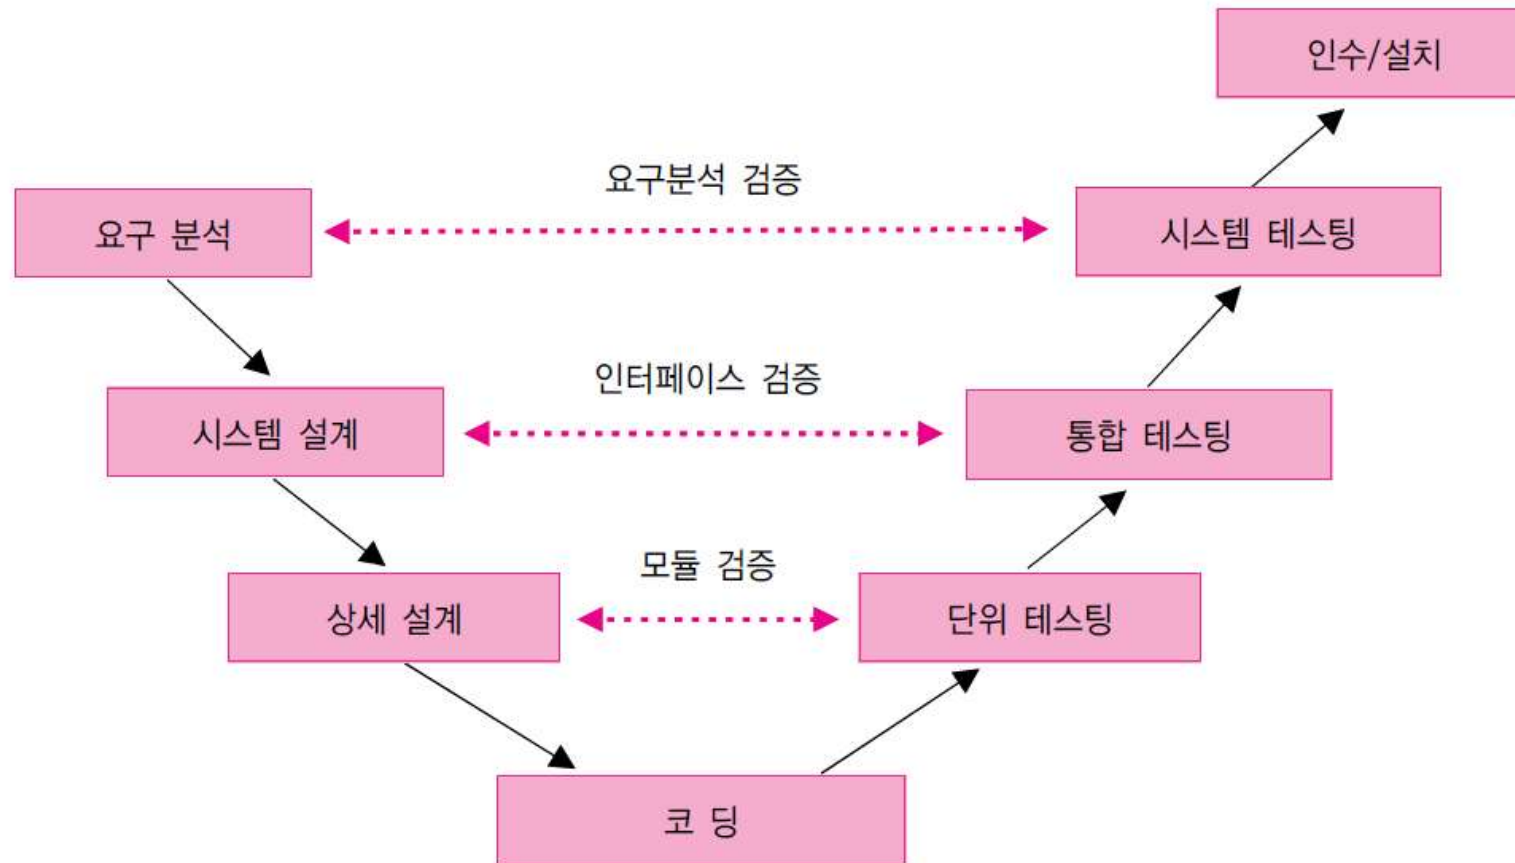 인수/설치
요구분석 검증
요구 분석
시스템 테스팅
인터페이스 검증
시스템 설계
통합 테스팅
모듈 검증
상세 설계
단위 테스팅
코 딩